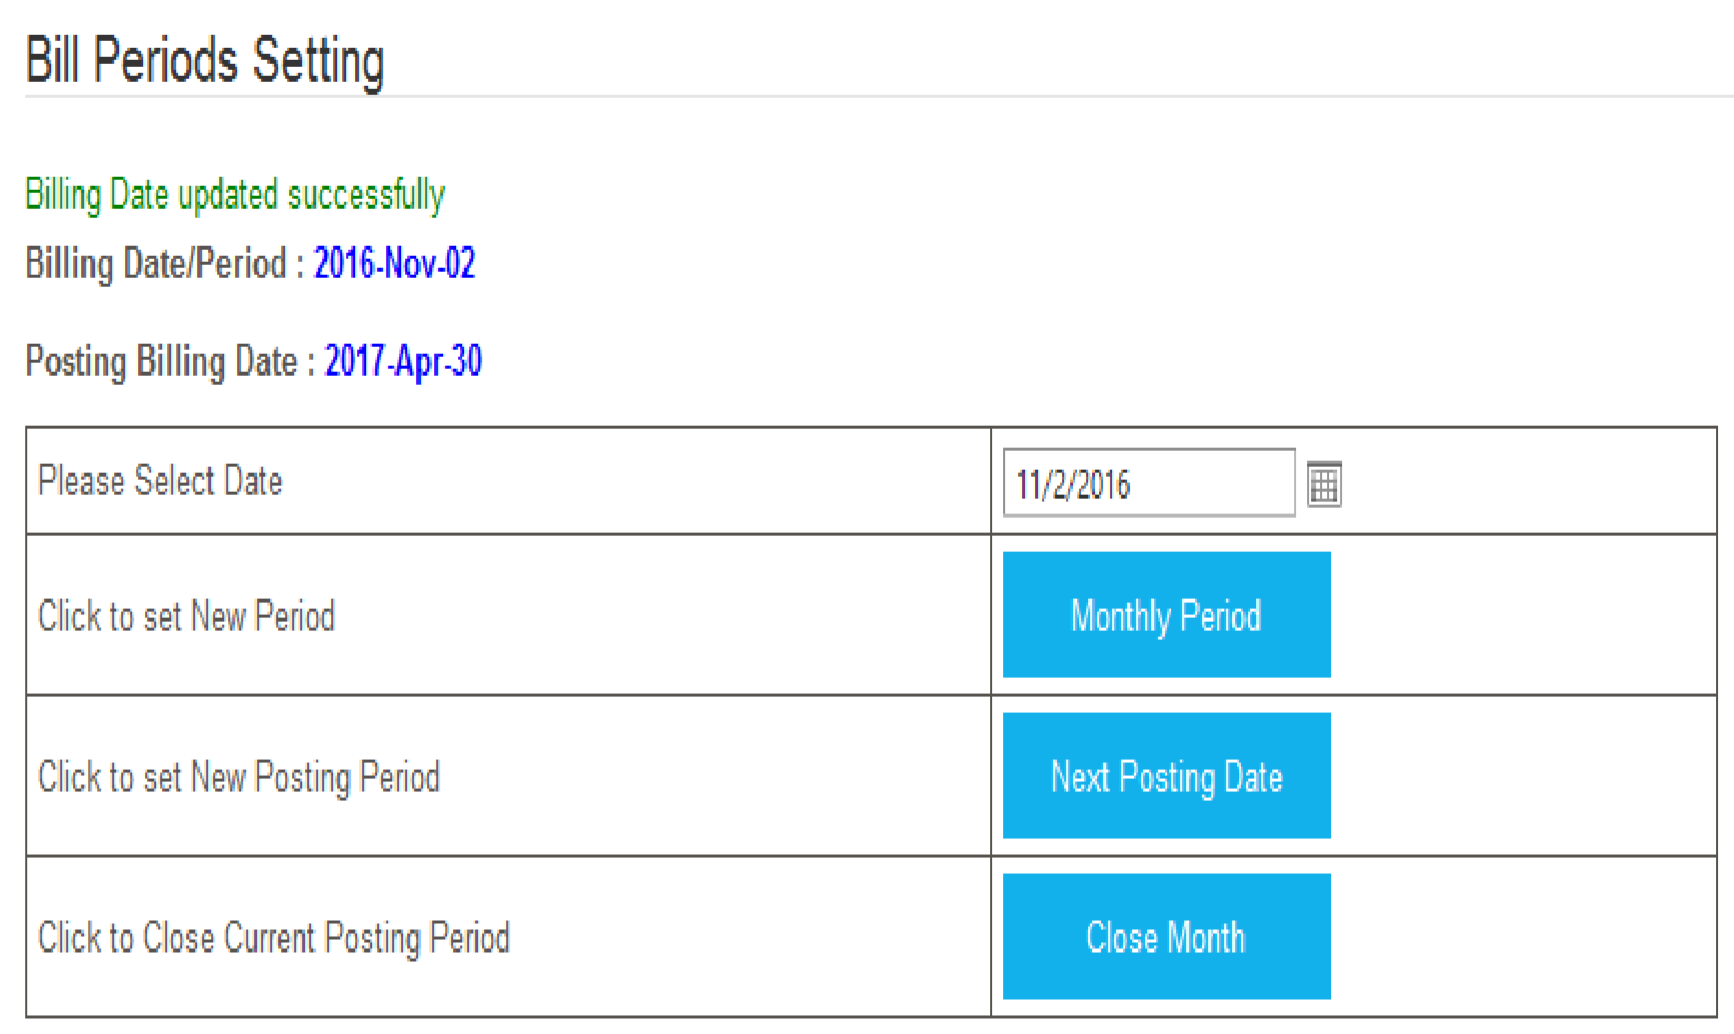 Bill Periods Setting
Billing Date updated successfully
Billing Date/Period : 2016-Nov-02
Posting Billing Date : 2017-Apr-30
Please Select Date 11/2/2016
Click to set New Period Monthly Period
Click to set New Posting Period Next Posting Date
Click to Close Current Posting Period Close Month